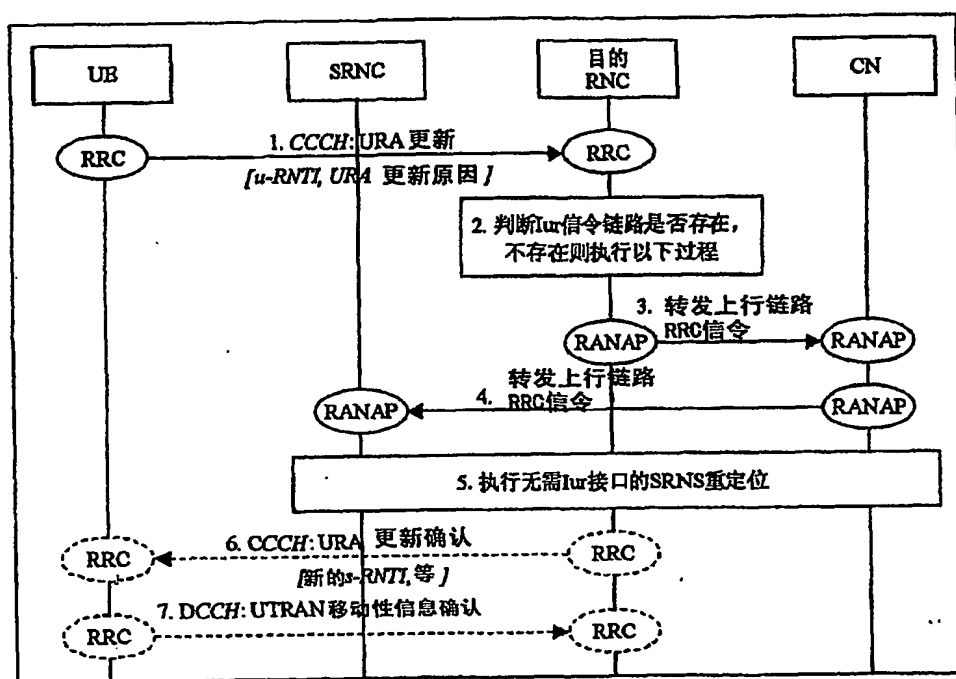 UE
SRNC
目的
RNC
CN
RRC
1. CCCH: URA 更新
RRC
[u-RNTI, URA 更新原因]
2. 判断Iur信令链路是否存在，
不存在则执行以下过程
RANAP
3. 转发上行链路
RRC信令
RANAP
RANAP
4. 转发上行链路
RRC信令
RANAP
5. 执行无需Iur接口的SRNS重定位
RRC
6. CCCH: URA 更新确认
RRC
[新的s-RNTI, 等]
RRC
7. DCCH: UTRAN移动性信息确认
RRC